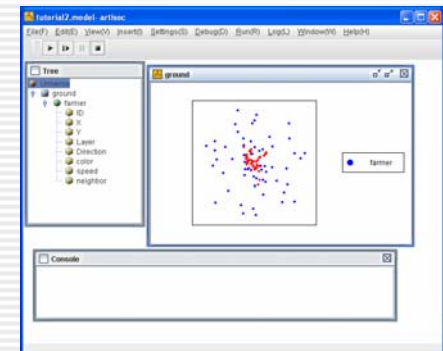 tutorial2.model- artisoc
File(F) Edit(E) View(V) Insert(I) Settings(S) Debug(D) Run(R) Log(L) Window(W) Help(H)
Tree
Universe
ground
farmer
ID
X
Y
Layer
Direction
color
speed
neighbor
ground
farmer
Console